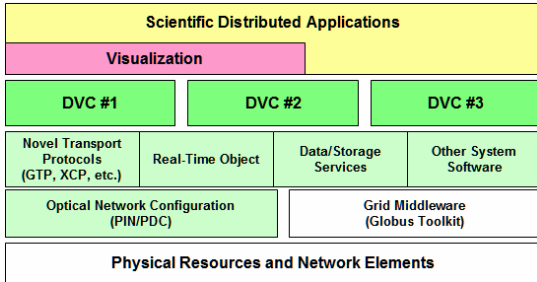 Scientific Distributed Applications
Visualization
DVC #1
DVC #2
DVC #3
Novel Transport
Protocols
(GTP, XCP, etc.)
Real-Time Object
Data/Storage
Services
Other System
Software
Optical Network Configuration
(PIN/PDC)
Grid Middleware
(Globus Toolkit)
Physical Resources and Network Elements